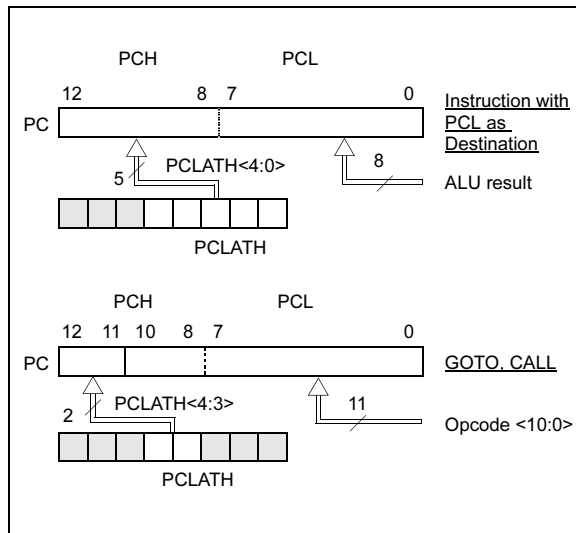 PCH PCL
12 8 7 0
PC
Instruction with
PCL as
Destination
5 PCLATH<4:0>
8
ALU result
PCLATH
PCH PCL
12 11 10 8 7 0
PC
GOTO, CALL
2 PCLATH<4:3>
11
Opcode <10:0>
PCLATH